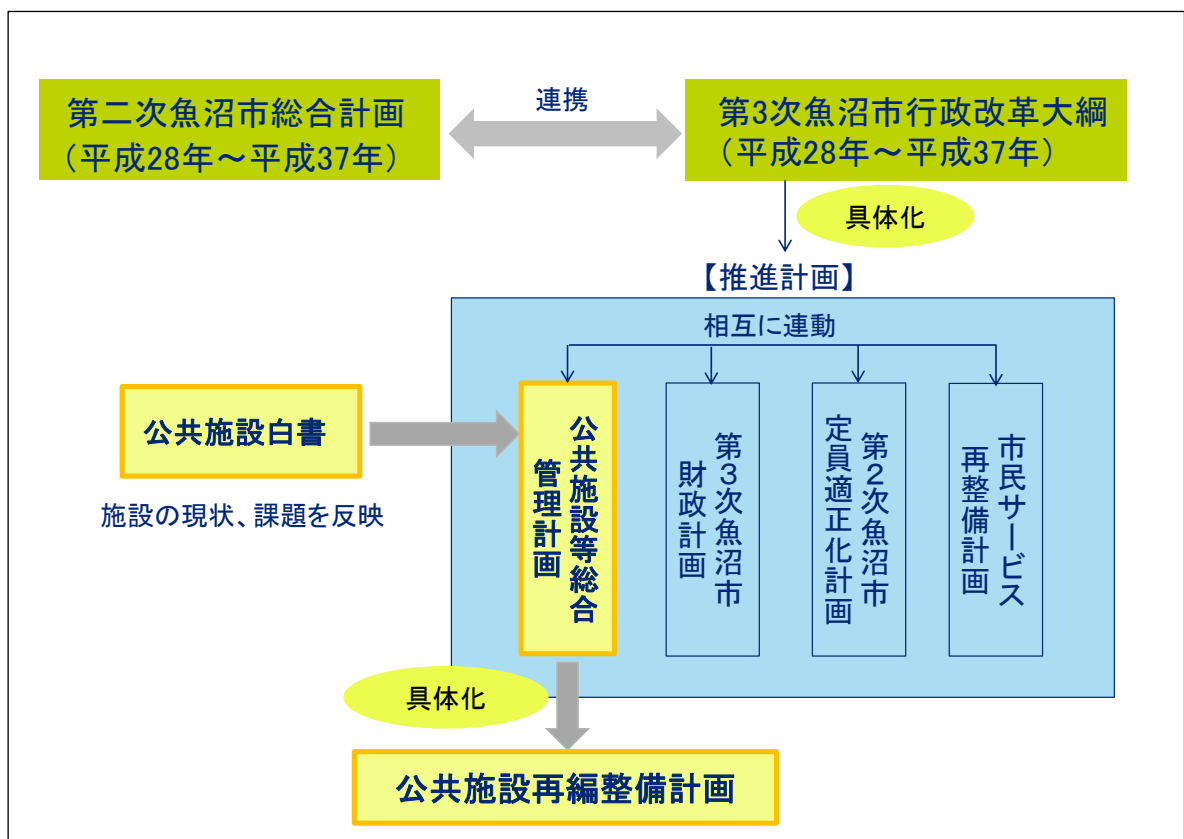 第二次魚沼市総合計画
（平成28年～平成37年）
連携
第3次魚沼市行政改革大綱
（平成28年～平成37年）
具体化
【推進計画】
相互に連動
公共施設白書
施設の現状、課題を反映
公共施設等総合
管理計画
第３次魚沼市
財政計画
第２次魚沼市
定員適正化計画
市民サービス
再整備計画
具体化
公共施設再編整備計画